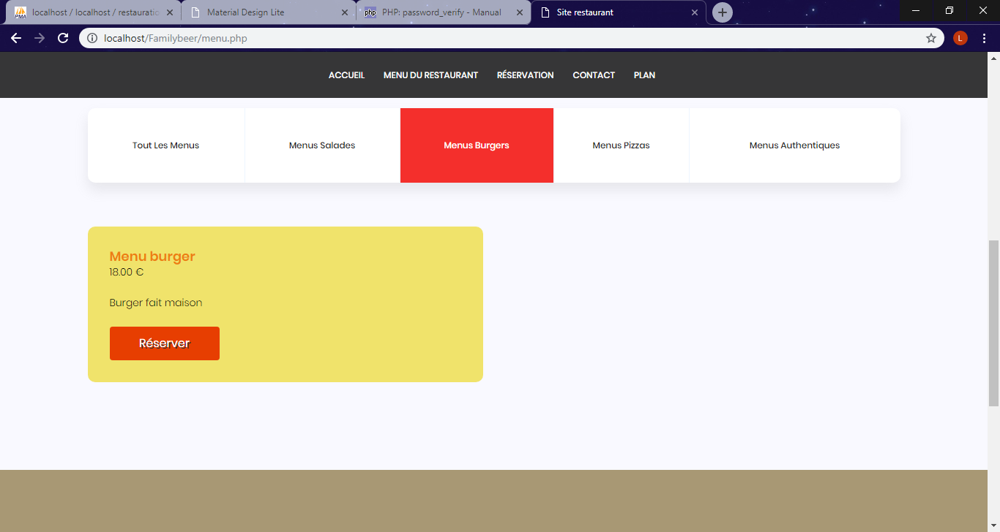 localhost / localhost / restauratio
Material Design Lite
php PHP: password_verify - Manual
Site restaurant
localhost/Familybeer/menu.php
L
ACCUEIL MENU DU RESTAURANT RÉSERVATION CONTACT PLAN
Tout Les Menus Menus Salades Menus Burgers Menus Pizzas Menus Authentiques
Menu burger
18.00 €
Burger fait maison
Réserver